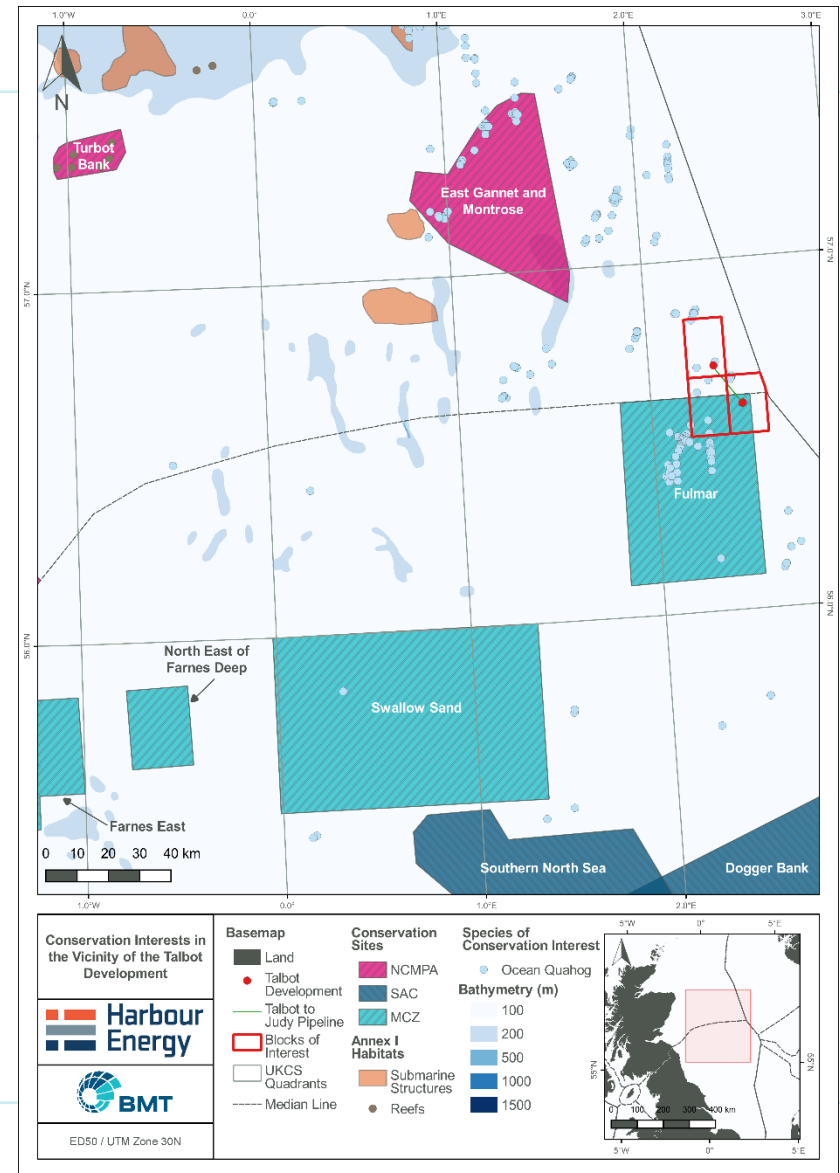 1.0°W
0.0°
1.0°E
2.0°E
3.0°E
N
Turbot
Bank
East Gannet and
Montrose
57.0°N
57.0°N
Fulmar
56.0°N
56.0°N
North East of
Farnes Deep
Swallow Sand
Farnes East
0 10 20 30 40 km
Southern North Sea
Dogger Bank
1.0°W
0.0°
1.0°E
2.0°E
Conservation Interests in
the Vicinity of the Talbot
Development
Harbour
Energy
BMT
ED50 / UTM Zone 30N
Basemap
Land
Talbot
Development
Talbot to
Judy Pipeline
Blocks of
Interest
UKCS
Quadrants
Median Line
Conservation
Sites
NCMPA
SAC
MCZ
Annex I
Habitats
Submarine
Structures
Reefs
Species of
Conservation Interest
Ocean Quahog
Bathymetry (m)
100
200
500
1000
1500
5°W
0°
5°E
55°N
55°N
0 100 200 300 400 km
5°W
0°
5°E